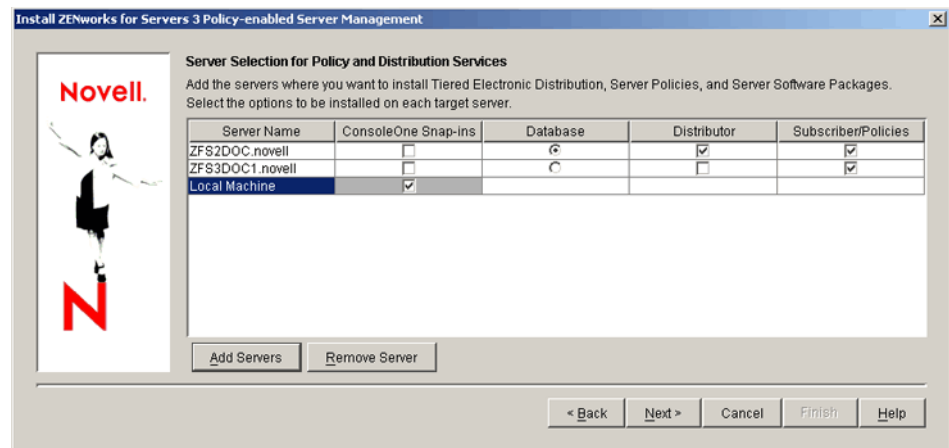 Install ZENworks for Servers 3 Policy-enabled Server Management
Novell.
N
Server Selection for Policy and Distribution Services
Add the servers where you want to install Tiered Electronic Distribution, Server Policies, and Server Software Packages.
Select the options to be installed on each target server.
Server Name ConsoleOne Snap-ins Database Distributor Subscriber/Policies
ZFS2DOC.novell
ZFS3DOC1.novell
Local Machine
Add Servers Remove Server
< Back Next > Cancel Finish Help